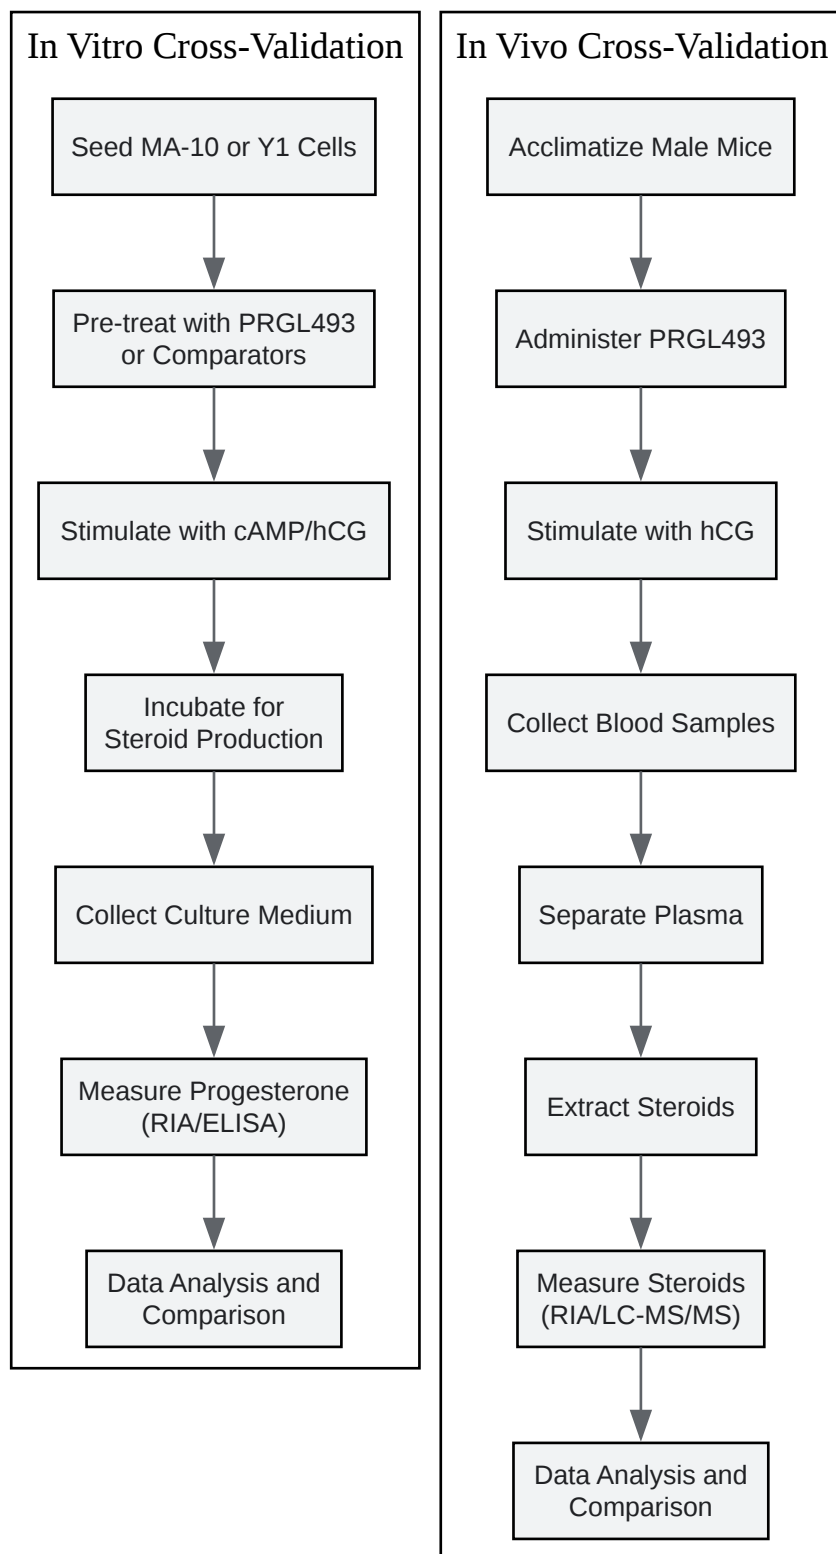 In Vitro Cross-Validation
Seed MA-10 or Y1 Cells
Pre-treat with PRGL493
or Comparators
Stimulate with cAMP/hCG
Incubate for
Steroid Production
Collect Culture Medium
Measure Progesterone
(RIA/ELISA)
Data Analysis and
Comparison
In Vivo Cross-Validation
Acclimatize Male Mice
Administer PRGL493
Stimulate with hCG
Collect Blood Samples
Separate Plasma
Extract Steroids
Measure Steroids
(RIA/LC-MS/MS)
Data Analysis and
Comparison